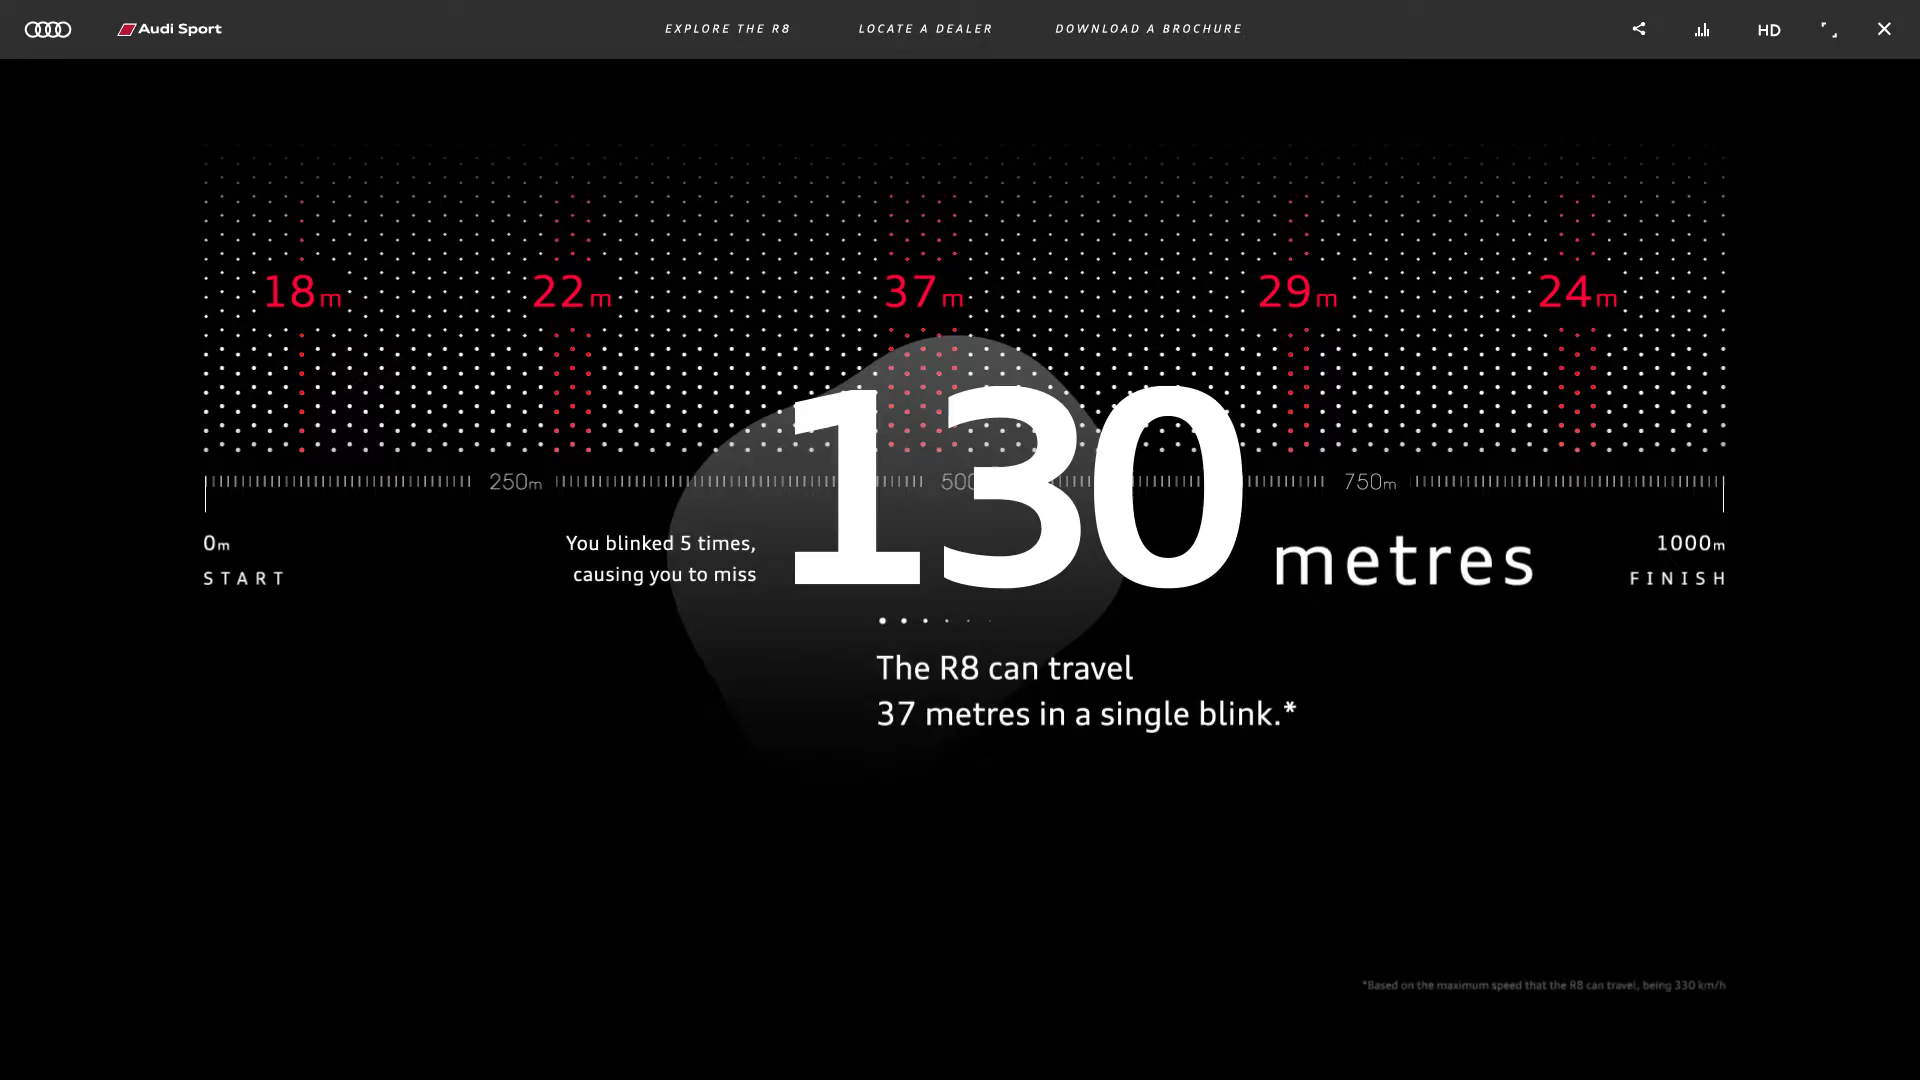 Audi Sport
EXPLORE THE R8
LOCATE A DEALER
DOWNLOAD A BROCHURE
HD
18m
22m
37m
29m
24m
250m
500
750m
0m
START
You blinked 5 times,
causing you to miss
130 metres
1000m
FINISH
The R8 can travel
37 metres in a single blink.*
*Based on the maximum speed that the R8 can travel, being 330 km/h